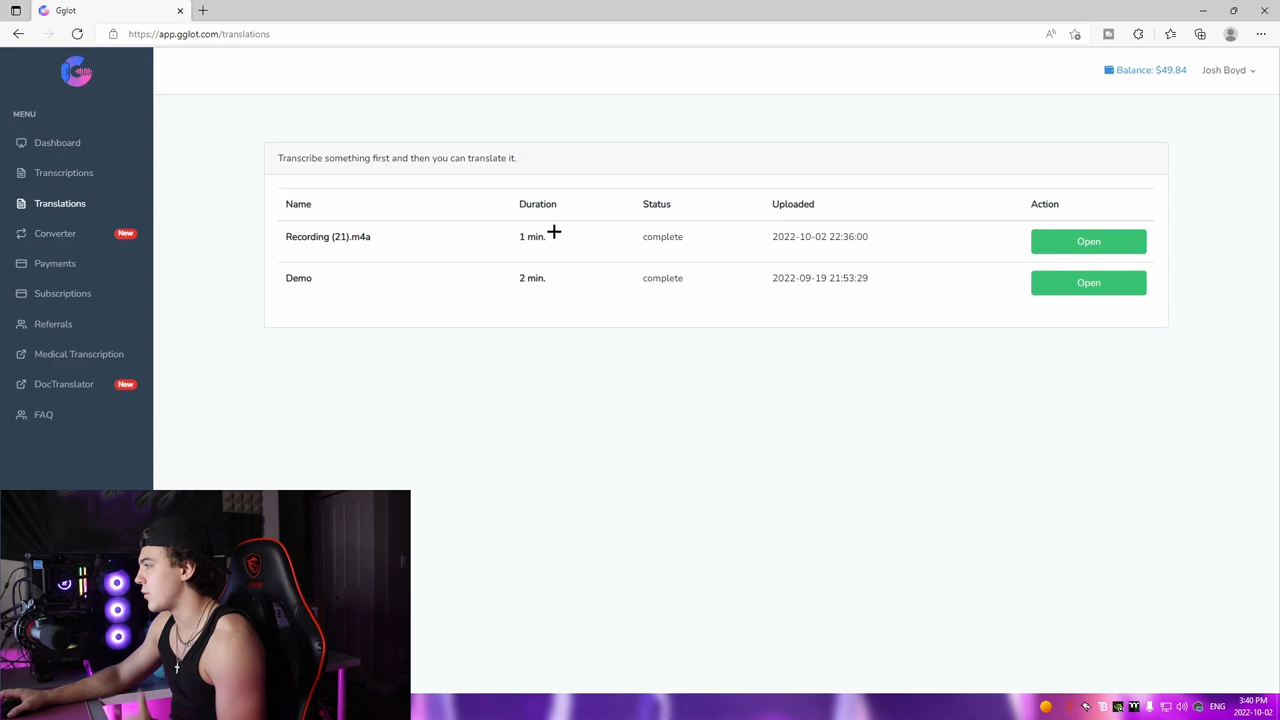 Gglot
https://app.gglot.com/translations
Balance: $49.84
Josh Boyd
MENU
Dashboard
Transcriptions
Translations
Converter New
Payments
Subscriptions
Referrals
Medical Transcription
DocTranslator New
FAQ
Transcribe something first and then you can translate it.
Name Duration Status Uploaded Action
Recording (21).m4a 1 min. complete 2022-10-02 22:36:00 Open
Demo 2 min. complete 2022-09-19 21:53:29 Open
ENG
3:40 PM
2022-10-02